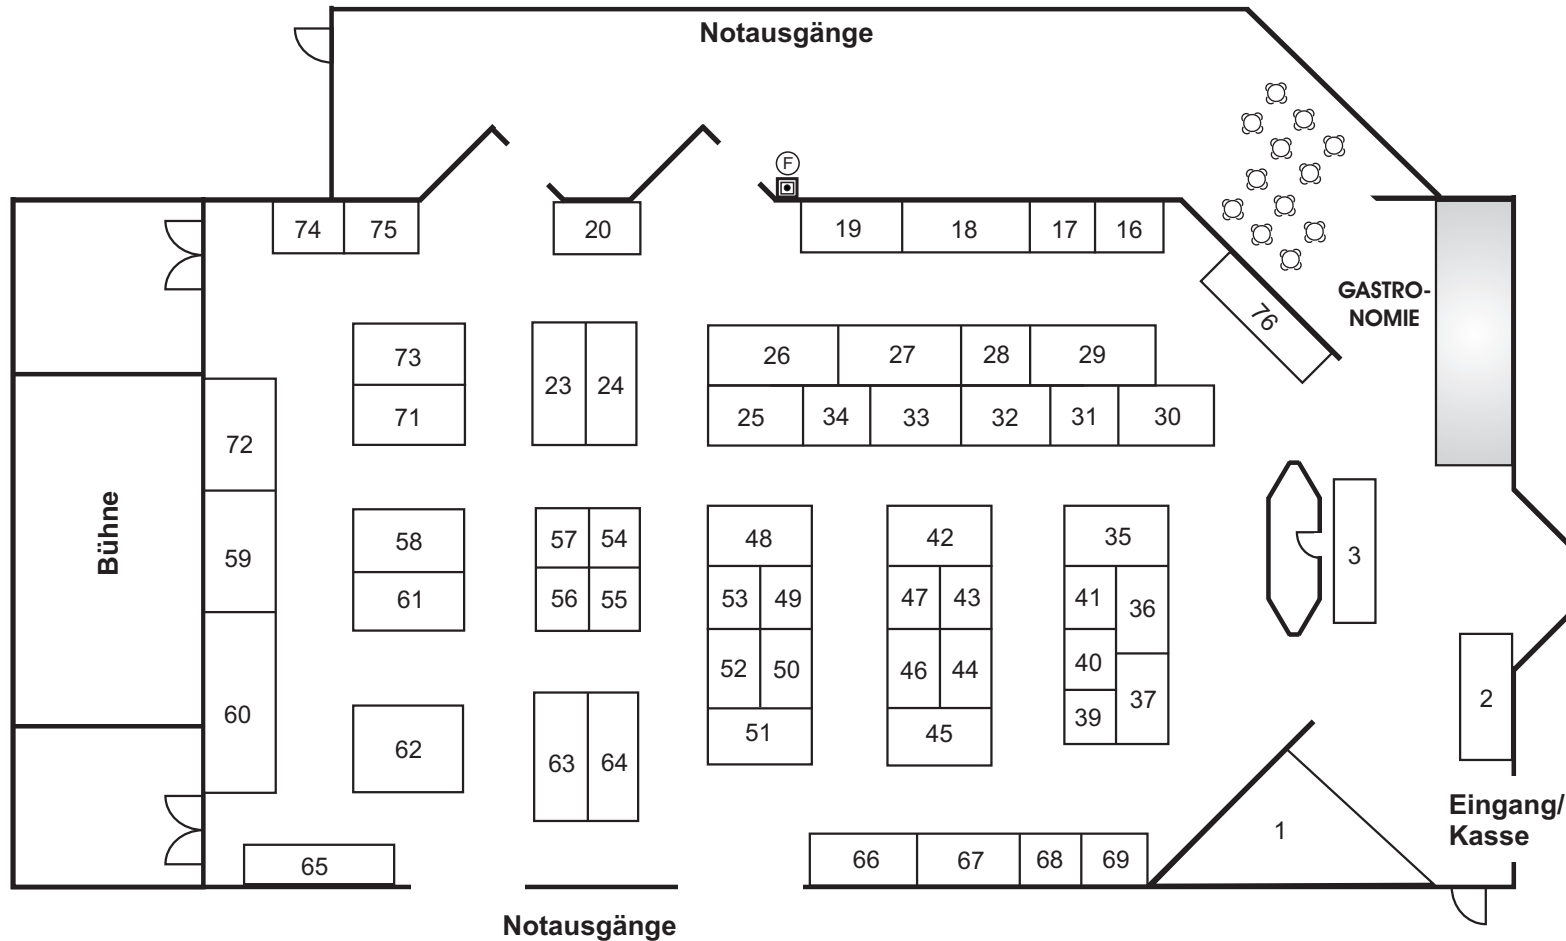 Notausgänge
F
74 75 20 19 18 17 16
GASTRO-
NOMIE
76
73 23 24 26 27 28 29
71 25 34 33 32 31 30
72
Bühne
58 57 54 48 42 35
59 3
61 56 55 53 49 47 43 41 36
52 50 46 44 40
60 62 63 64 51 45 39 37 2
Eingang/
Kasse
1
65 66 67 68 69
Notausgänge